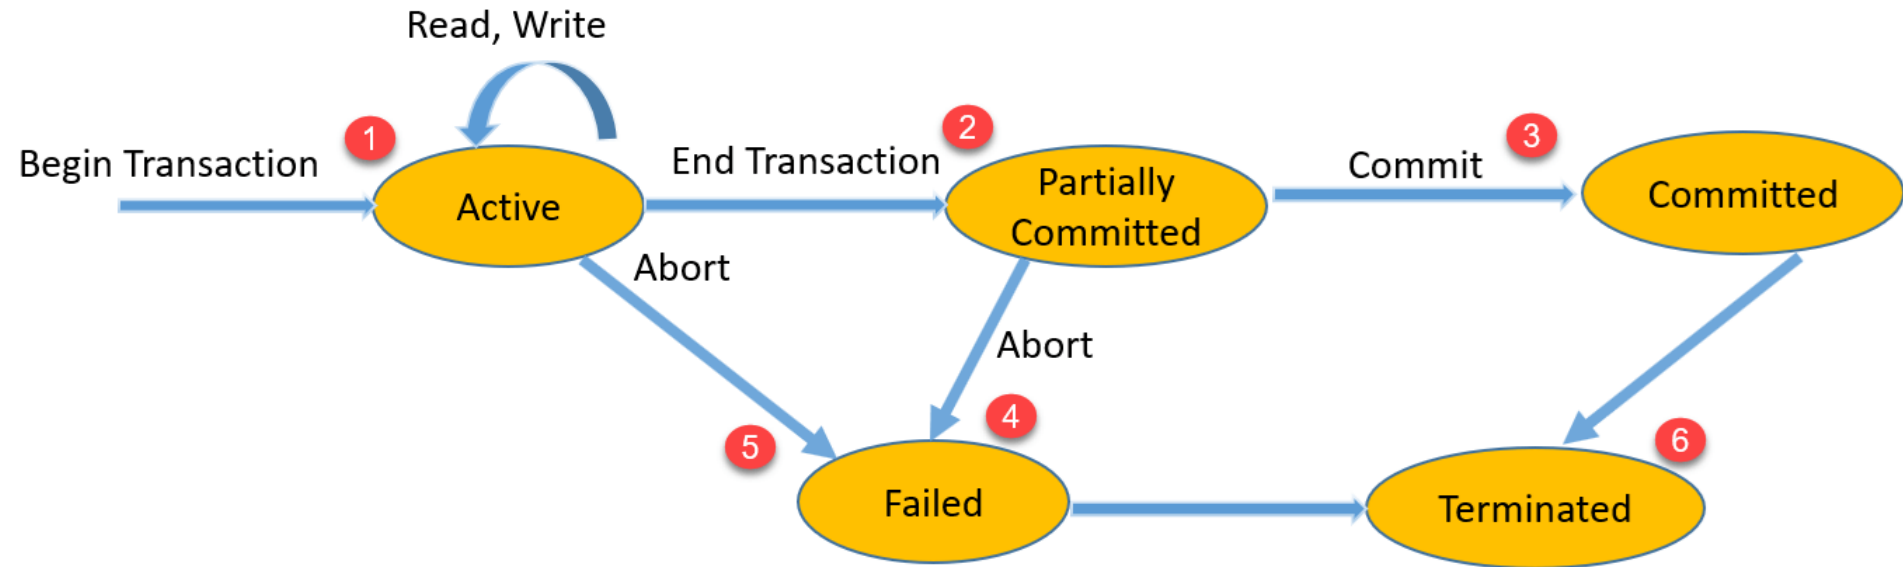 Read, Write
1
2
3
Begin Transaction
End Transaction
Commit
Active
Partially
Committed
Committed
Abort
Abort
5
4
6
Failed
Terminated